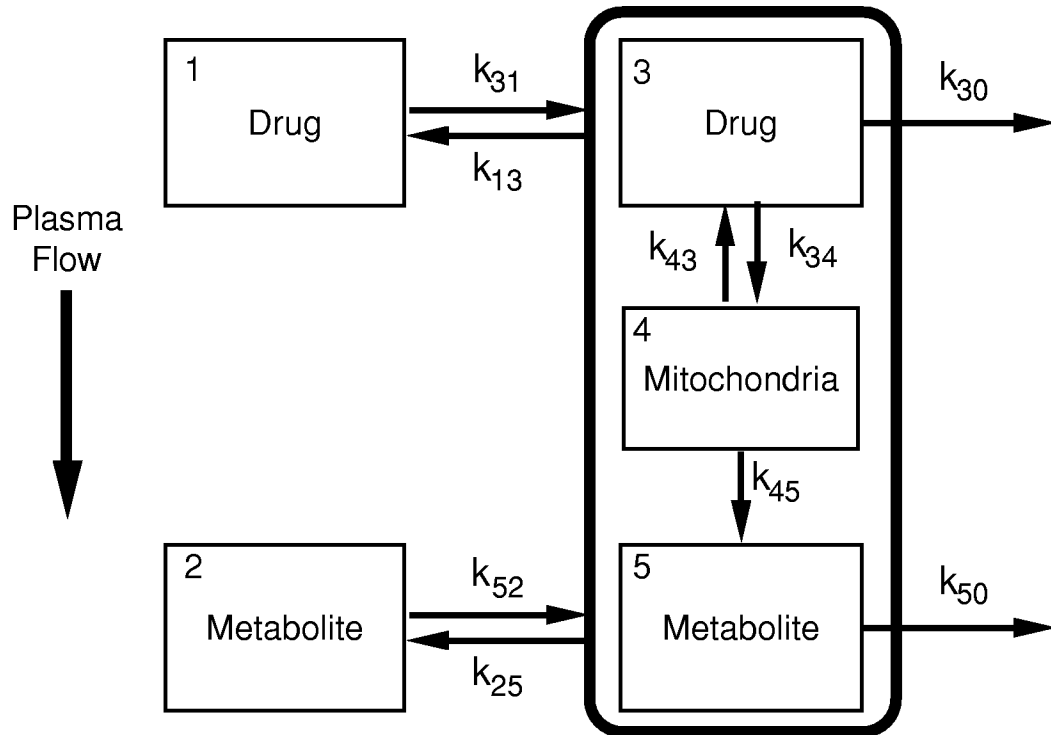 1
Drug
k31
k13
3
Drug
k30
Plasma
Flow
k43
k34
4
Mitochondria
k45
2
Metabolite
k52
k25
5
Metabolite
k50